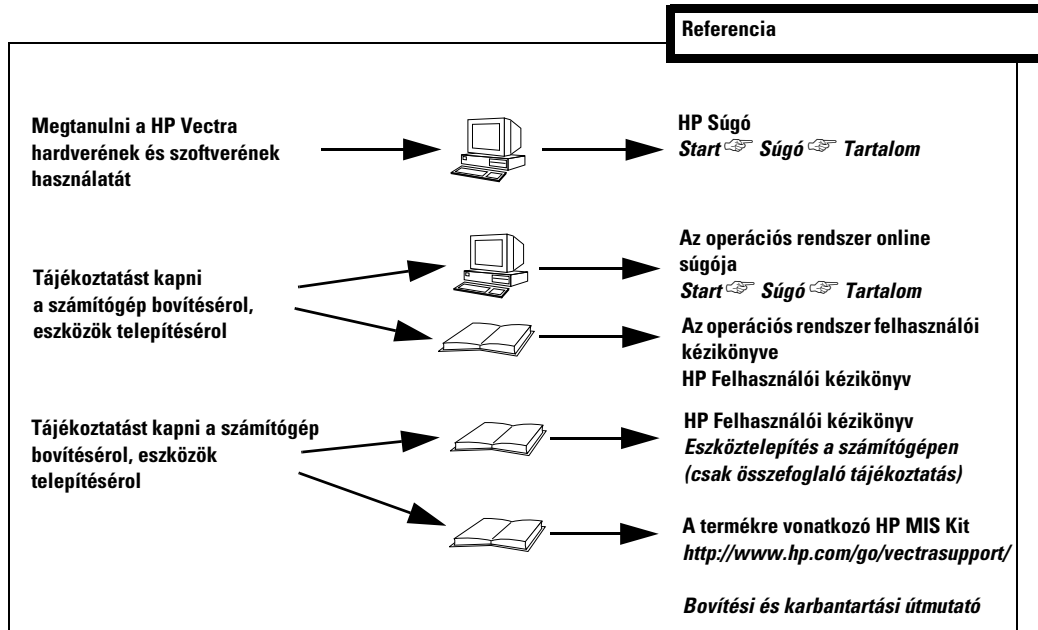 Referencia
Megtanulni a HP Vectra
hardverének és szoftverének
használatát
HP Súgó
Start ☞ Súgó ☞ Tartalom
Tájékoztatást kapni
a számítógép bovítésérol,
eszközök telepítésérol
Az operációs rendszer online
súgója
Start ☞ Súgó ☞ Tartalom
Az operációs rendszer felhasználói
kézikönyve
HP Felhasználói kézikönyv
Tájékoztatást kapni a számítógép
bovítésérol, eszközök
telepítésérol
HP Felhasználói kézikönyv
Eszköztelepítés a számítógépen
(csak összefoglaló tájékoztatás)
A termékre vonatkozó HP MIS Kit
http://www.hp.com/go/vectrasupport/
Bovítési és karbantartási útmutató